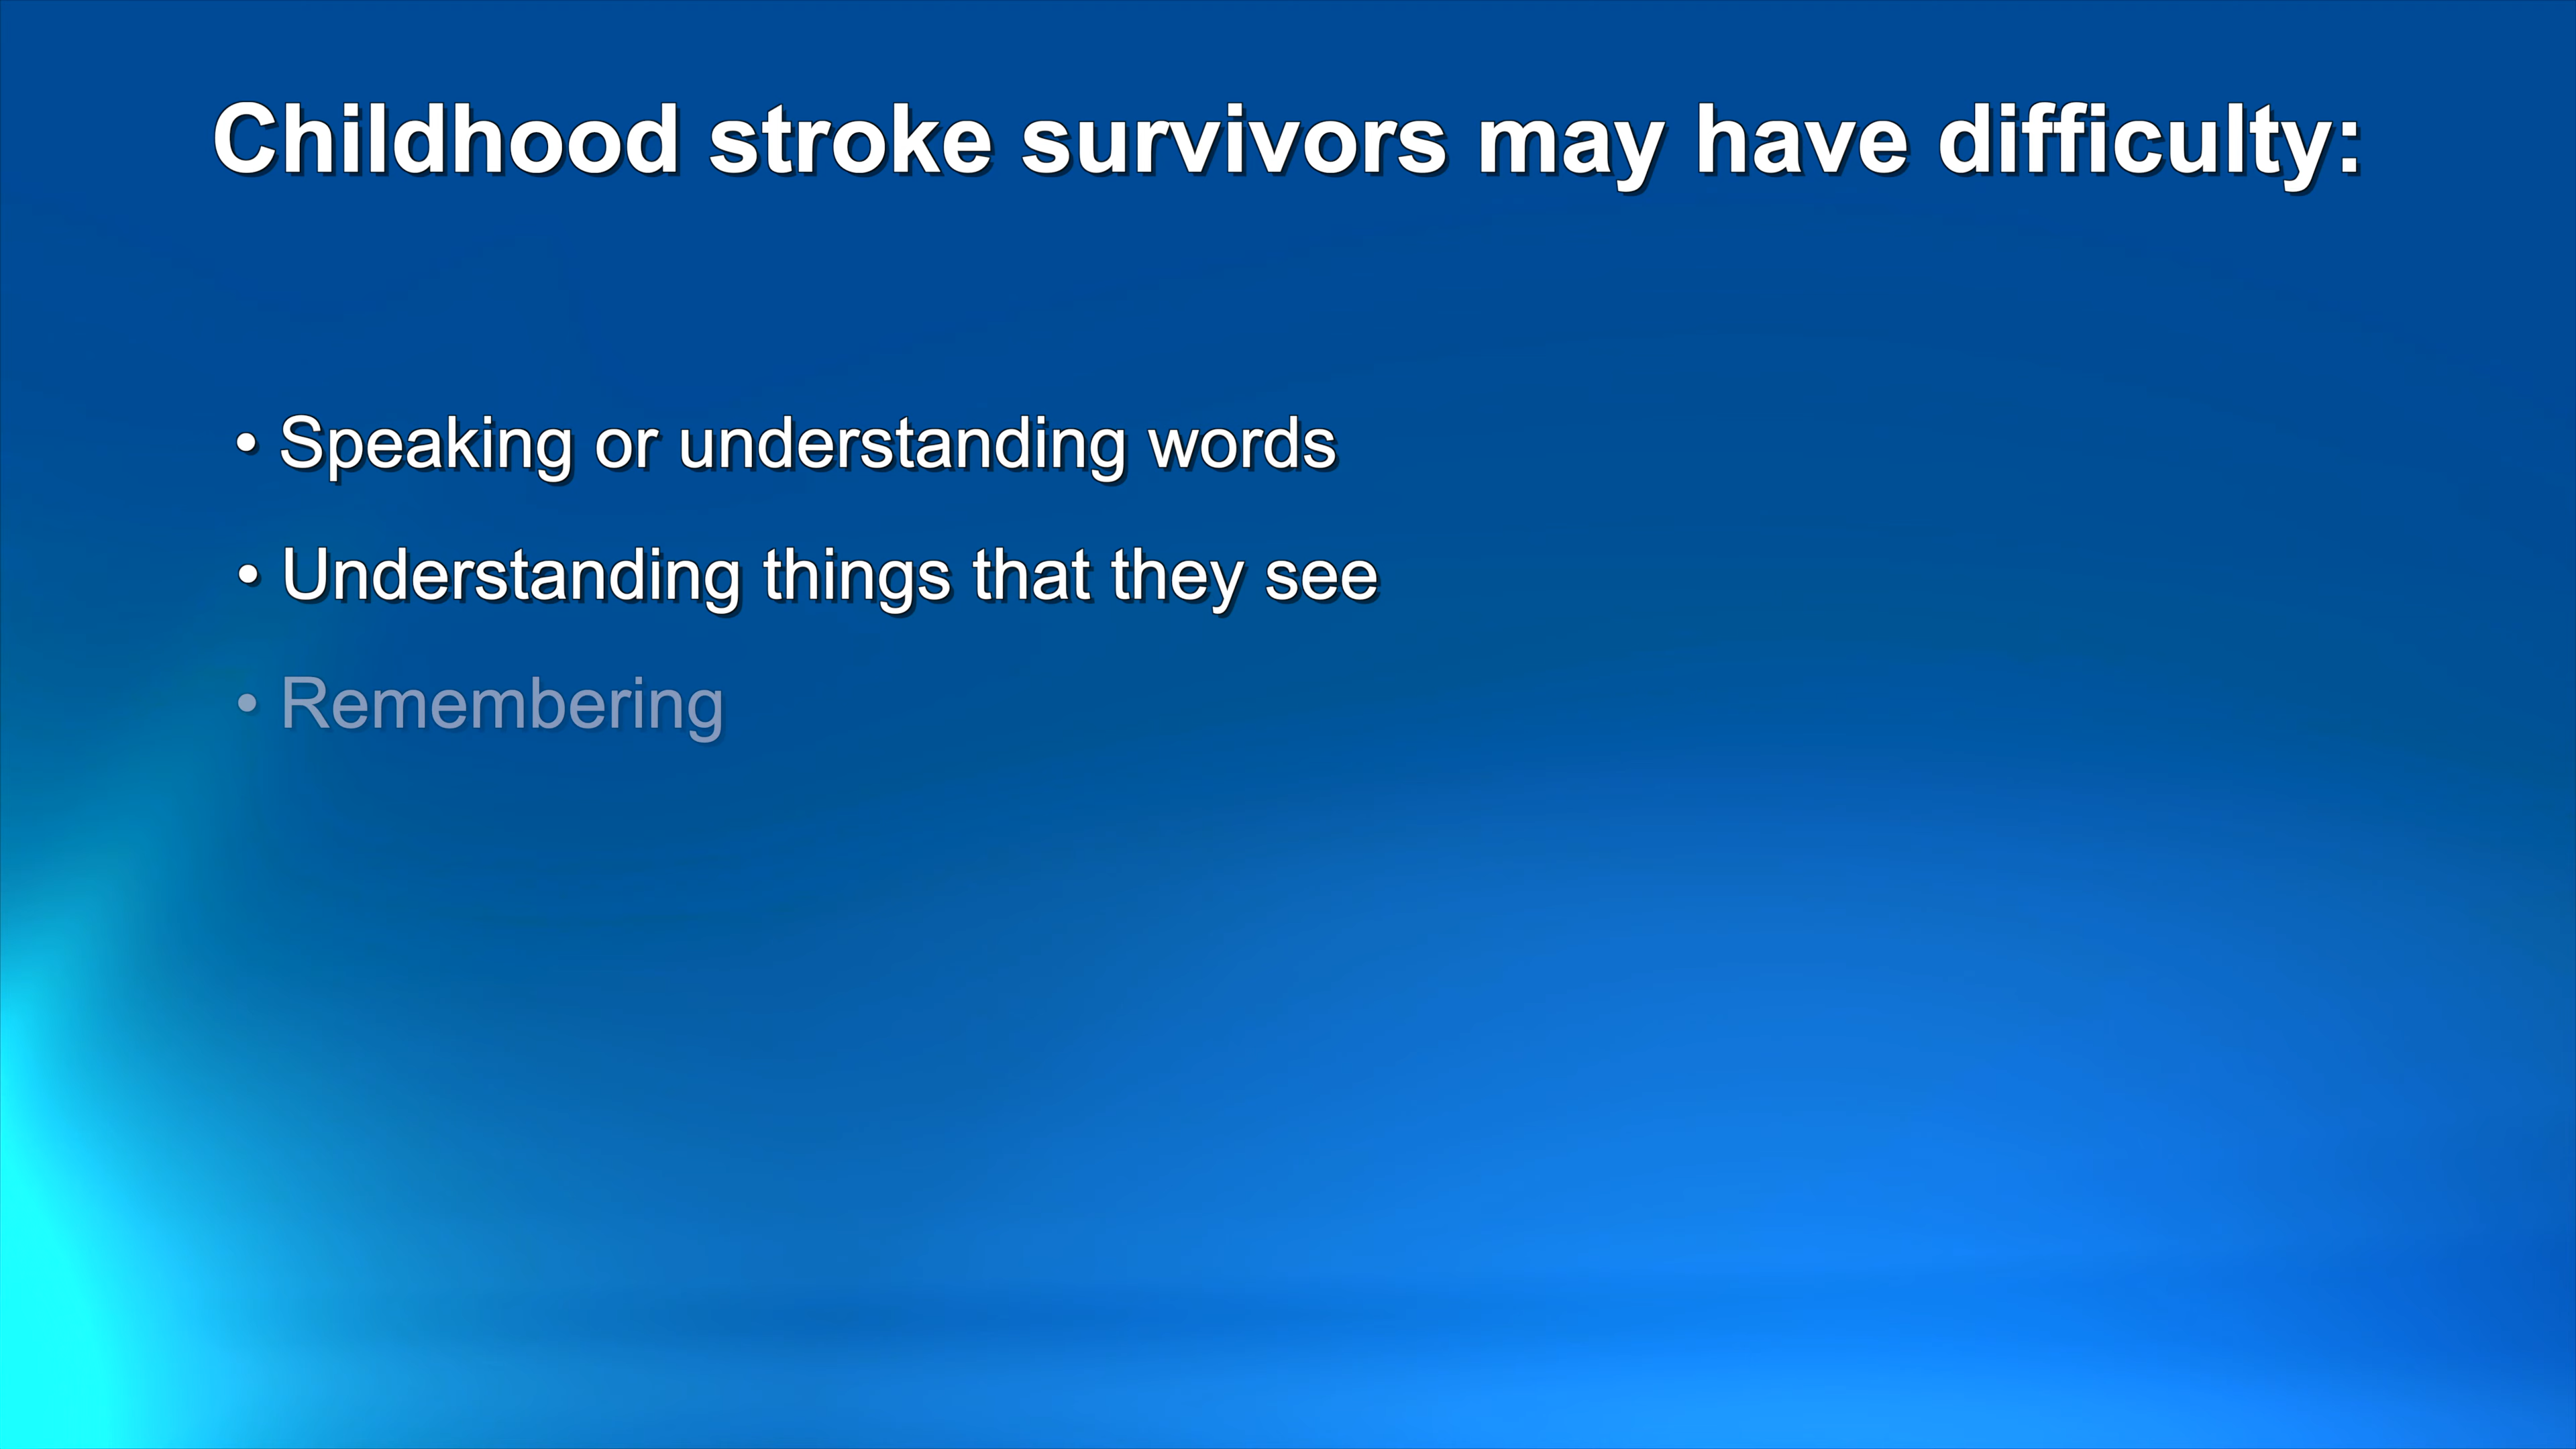 Childhood stroke survivors may have difficulty:
• Speaking or understanding words
• Understanding things that they see
• Remembering